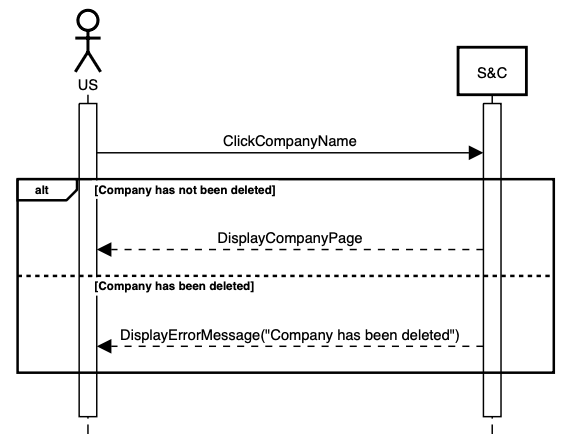 US
S&C
ClickCompanyName
alt
[Company has not been deleted]
DisplayCompanyPage
[Company has been deleted]
DisplayErrorMessage("Company has been deleted")